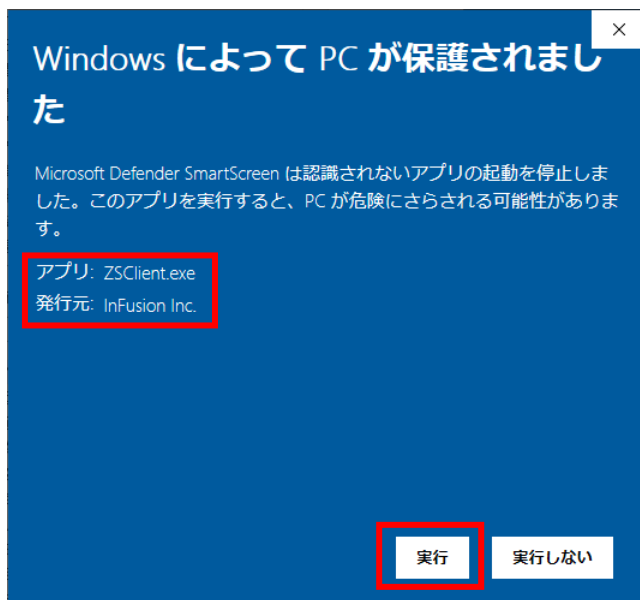 Windows によって PC が保護されまし
た
Microsoft Defender SmartScreen は認識されないアプリの起動を停止しま
した。このアプリを実行すると、PC が危険にさらされる可能性がありま
す。
アプリ: ZSClient.exe
発行元: InFusion Inc.
実行 実行しない